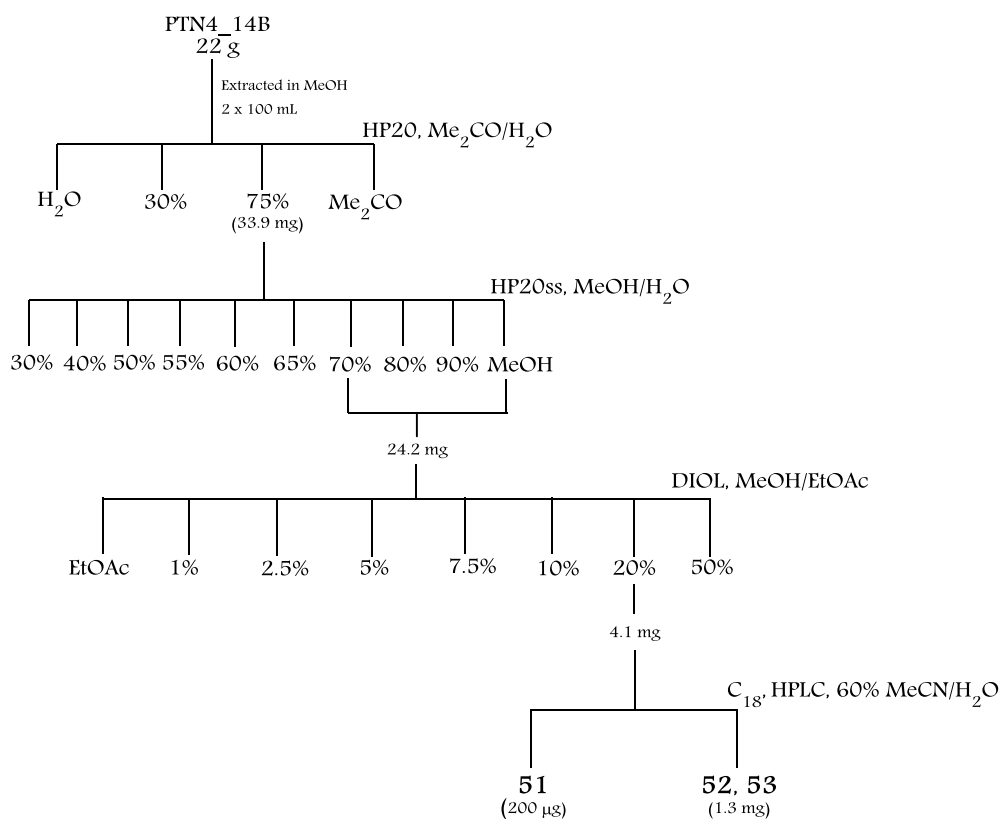 PTN4_14B
22 g
Extracted in MeOH
2 x 100 mL
HP20, Me₂CO/H₂O
H₂O 30% 75% Me₂CO
(33.9 mg)
HP20ss, MeOH/H₂O
30% 40% 50% 55% 60% 65% 70% 80% 90% MeOH
24.2 mg
DIOL, MeOH/EtOAc
EtOAc 1% 2.5% 5% 7.5% 10% 20% 50%
4.1 mg
C₁₈, HPLC, 60% MeCN/H₂O
51 52, 53
(200 µg) (1.3 mg)